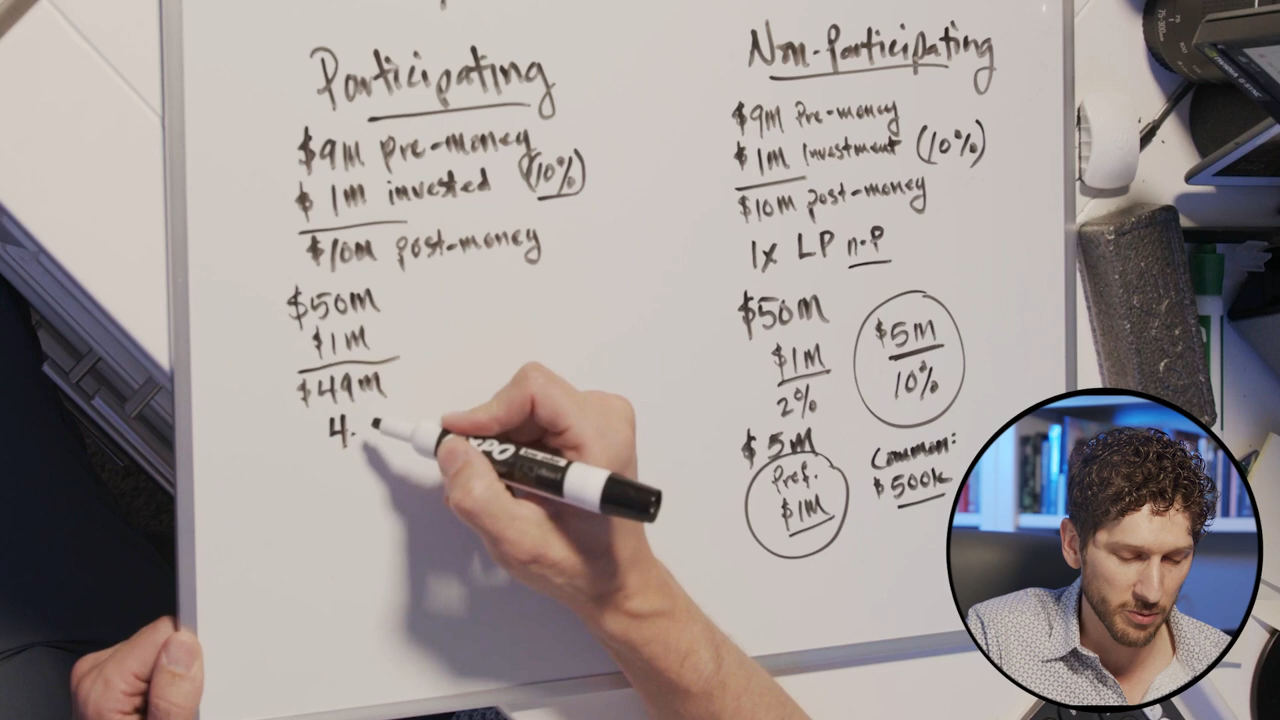 Participating
$9M pre-money
$1M invested (10%)
$10M post-money
$50M
$1M
$49M
4.
Non-Participating
$9M Pre-money
$1M Investment (10%)
$10M post-money
1x LP n-P
$50M
$1M
2%
$5M
10%
$5M
Pref.
$1M
Common:
$500k
EXPO